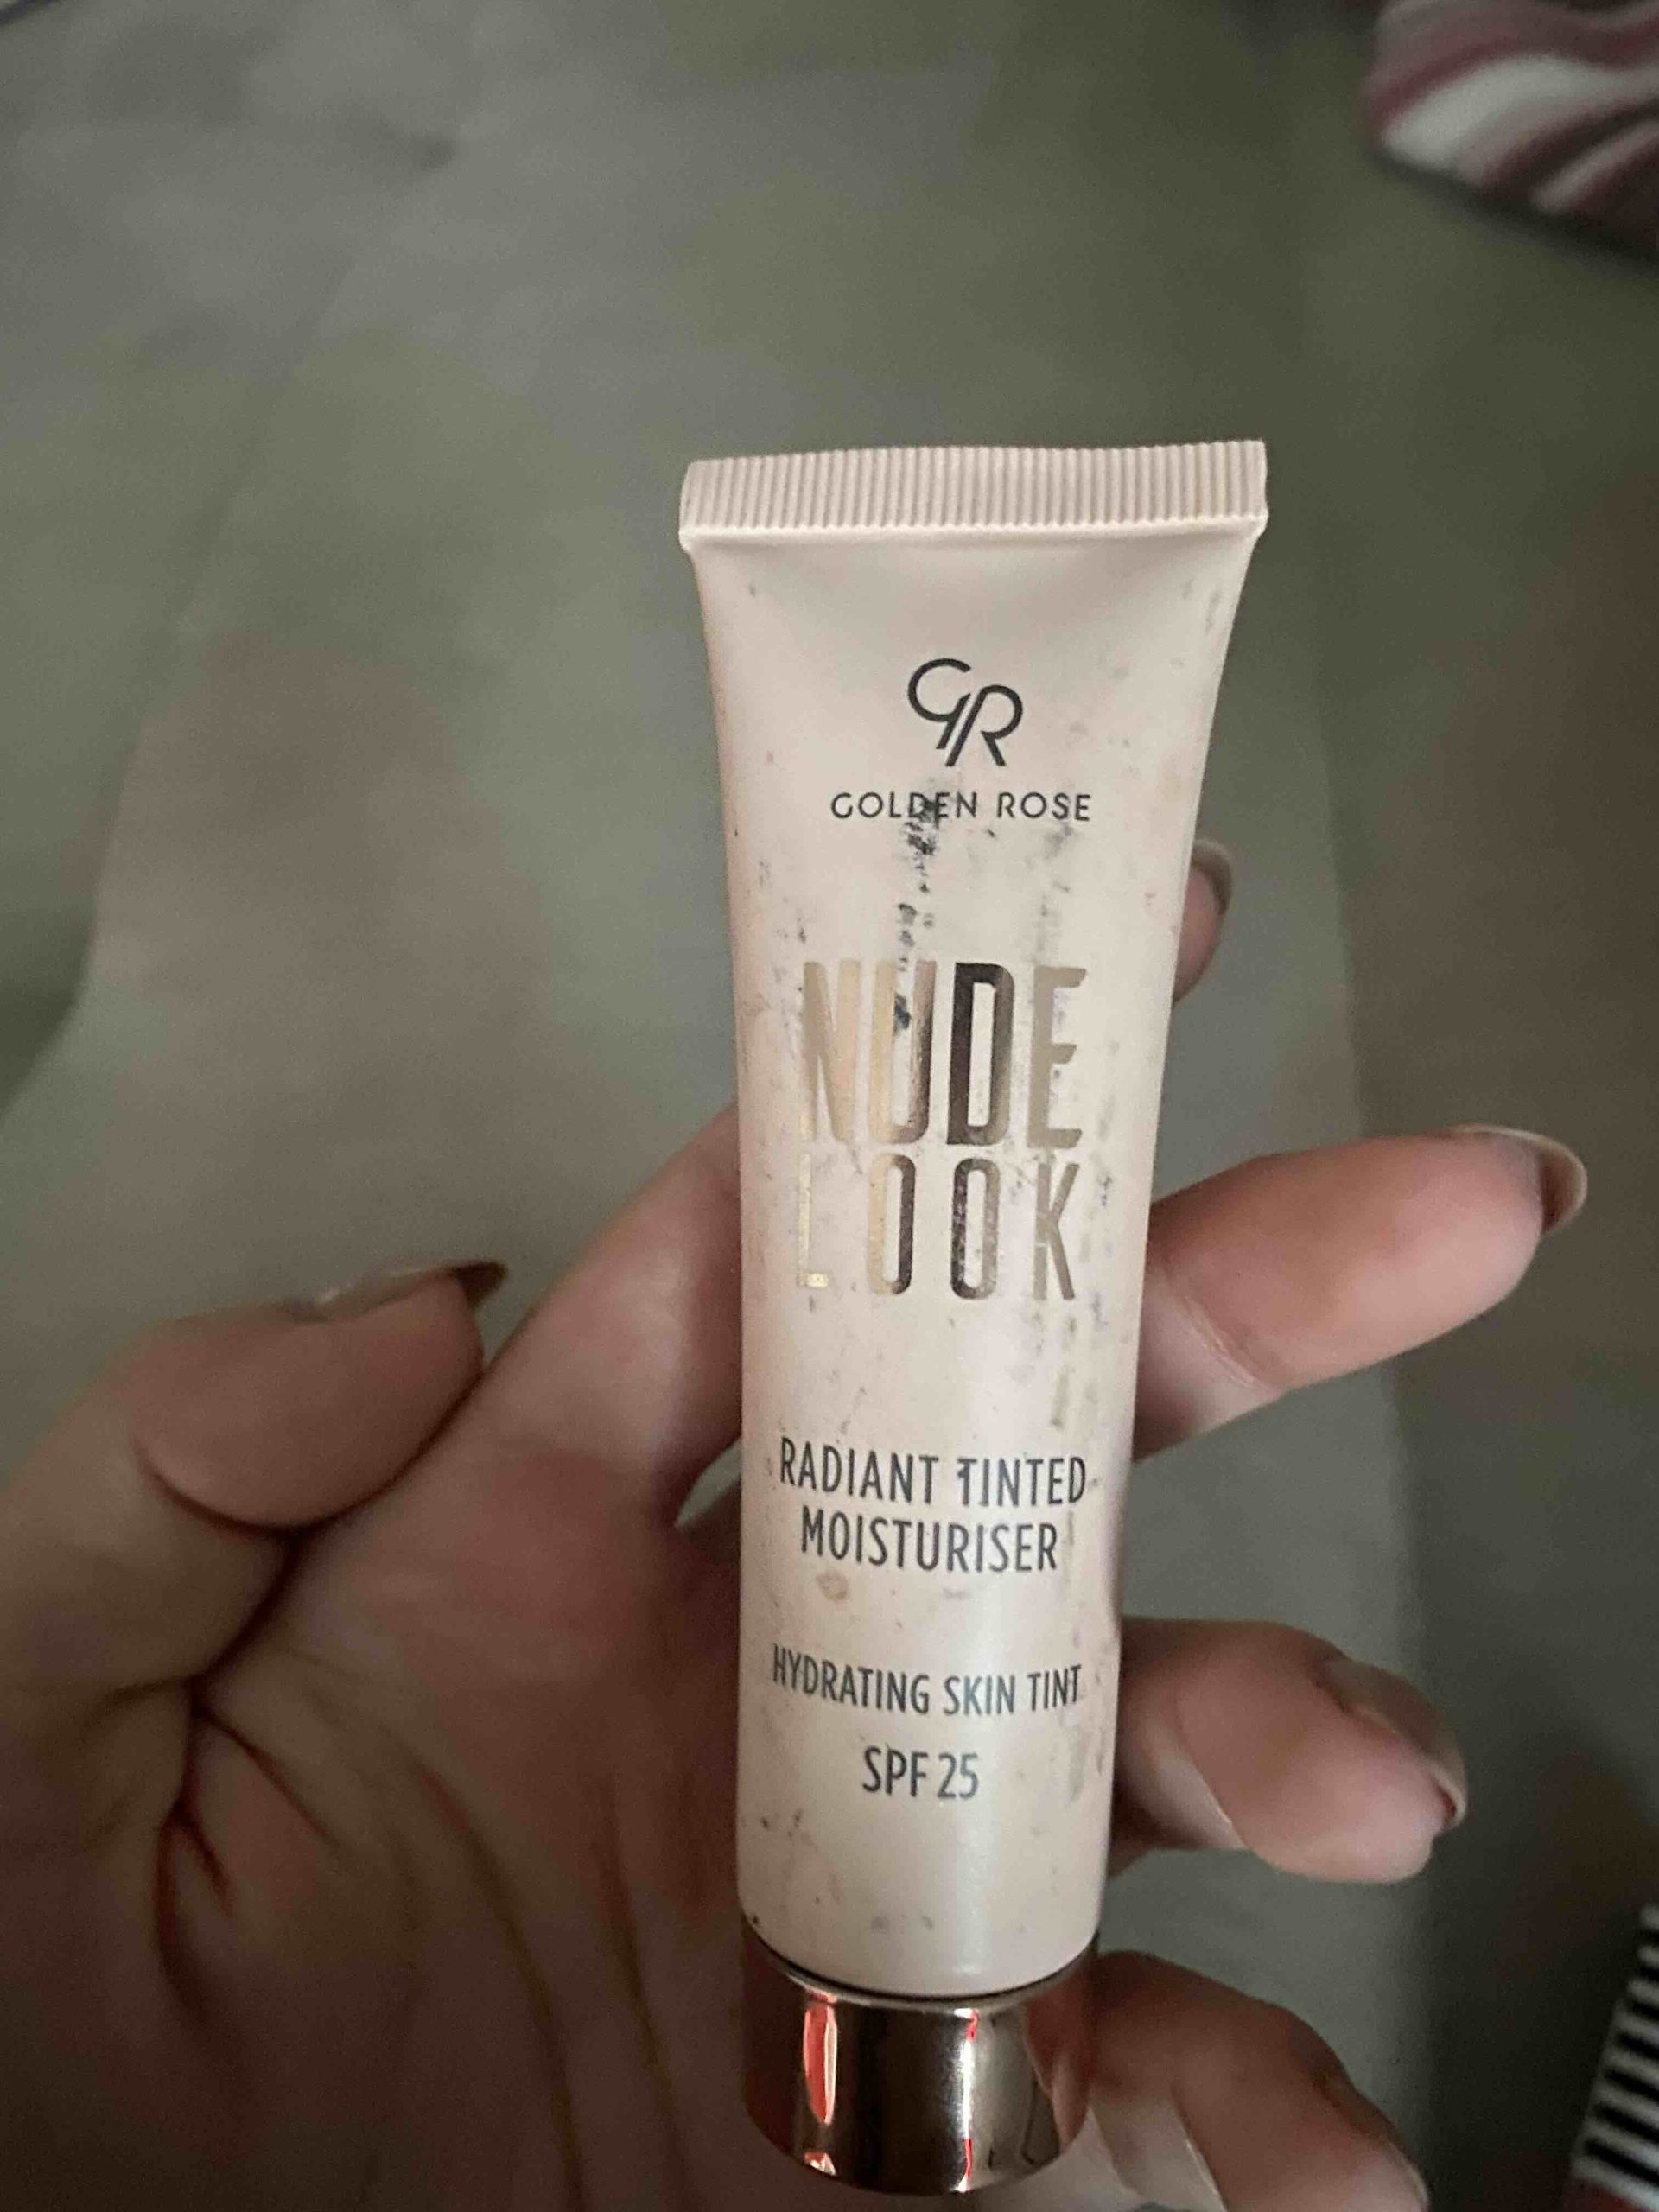 GR
GOLDEN ROSE
NUDE
LOOK
RADIANT TINTED
MOISTURISER
HYDRATING SKIN TINT
SPF 25